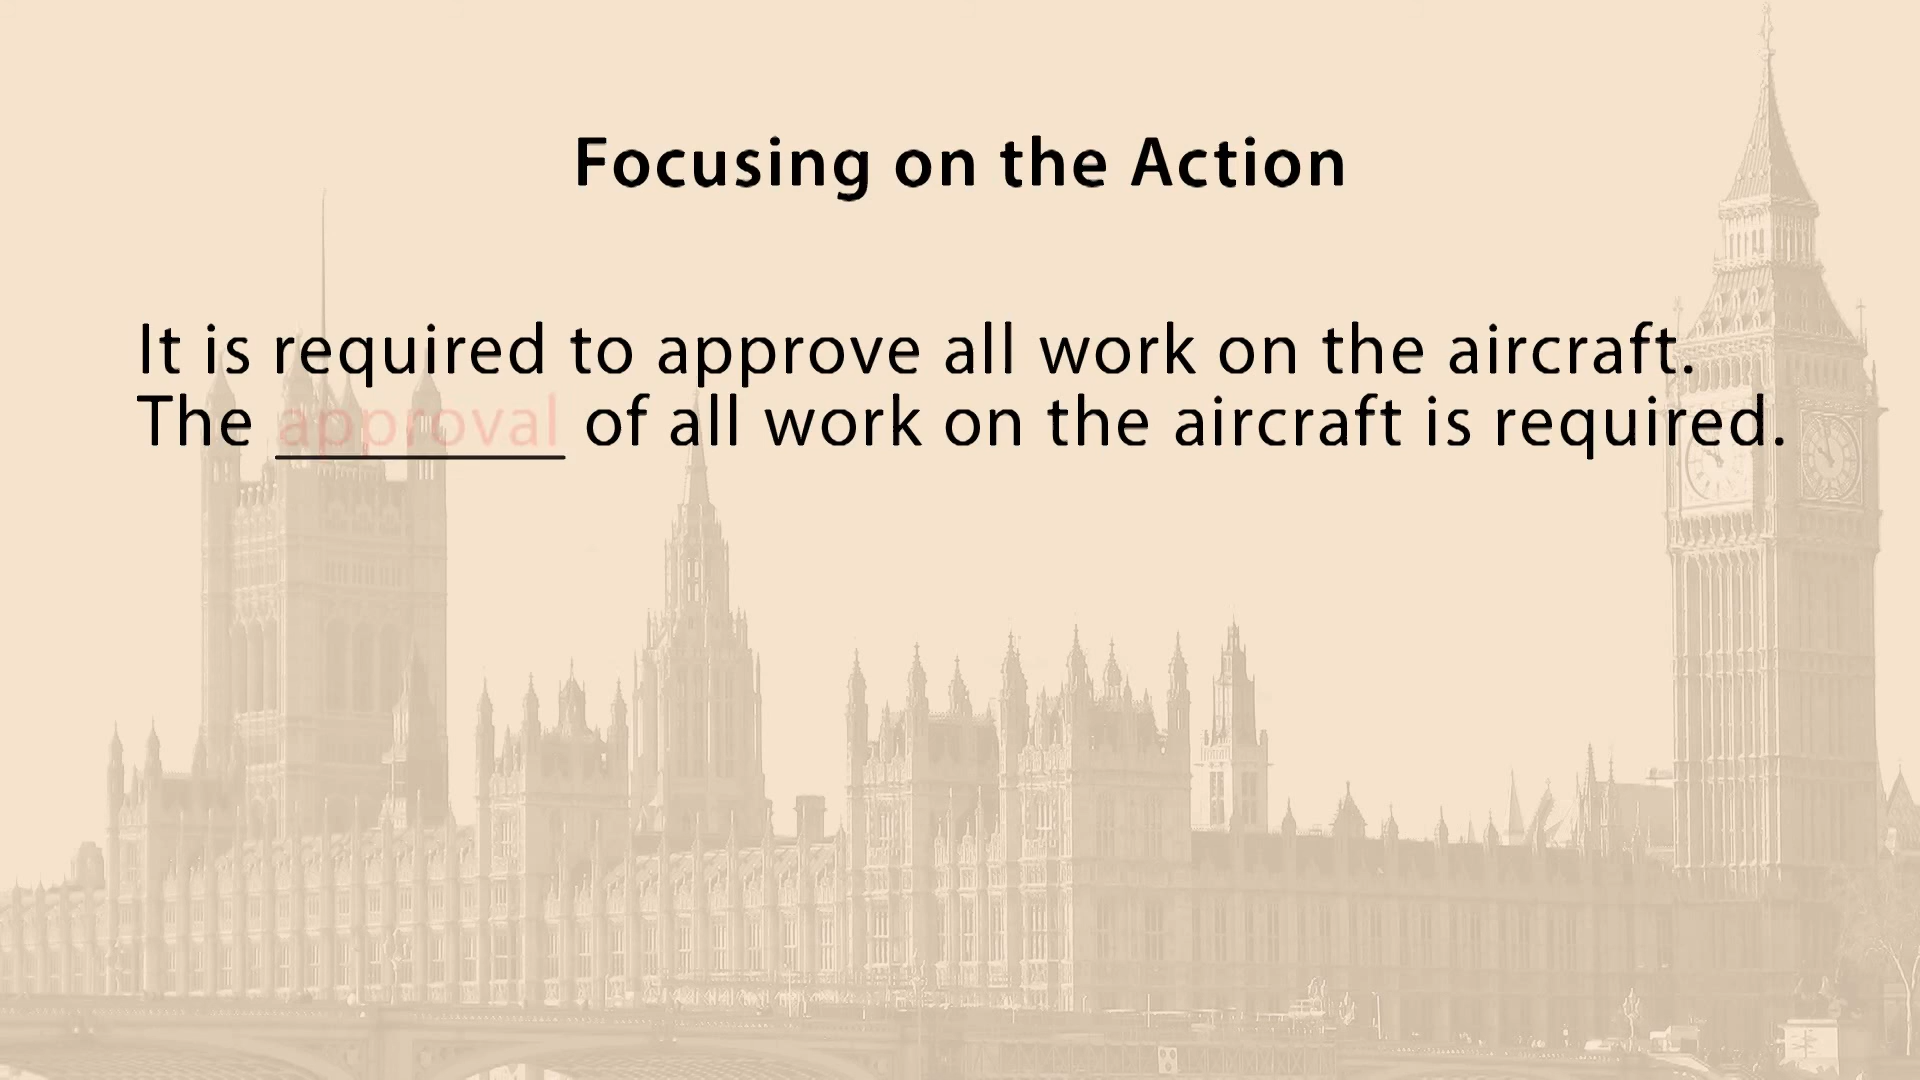 Focusing on the Action
It is required to approve all work on the aircraft.
The approval of all work on the aircraft is required.